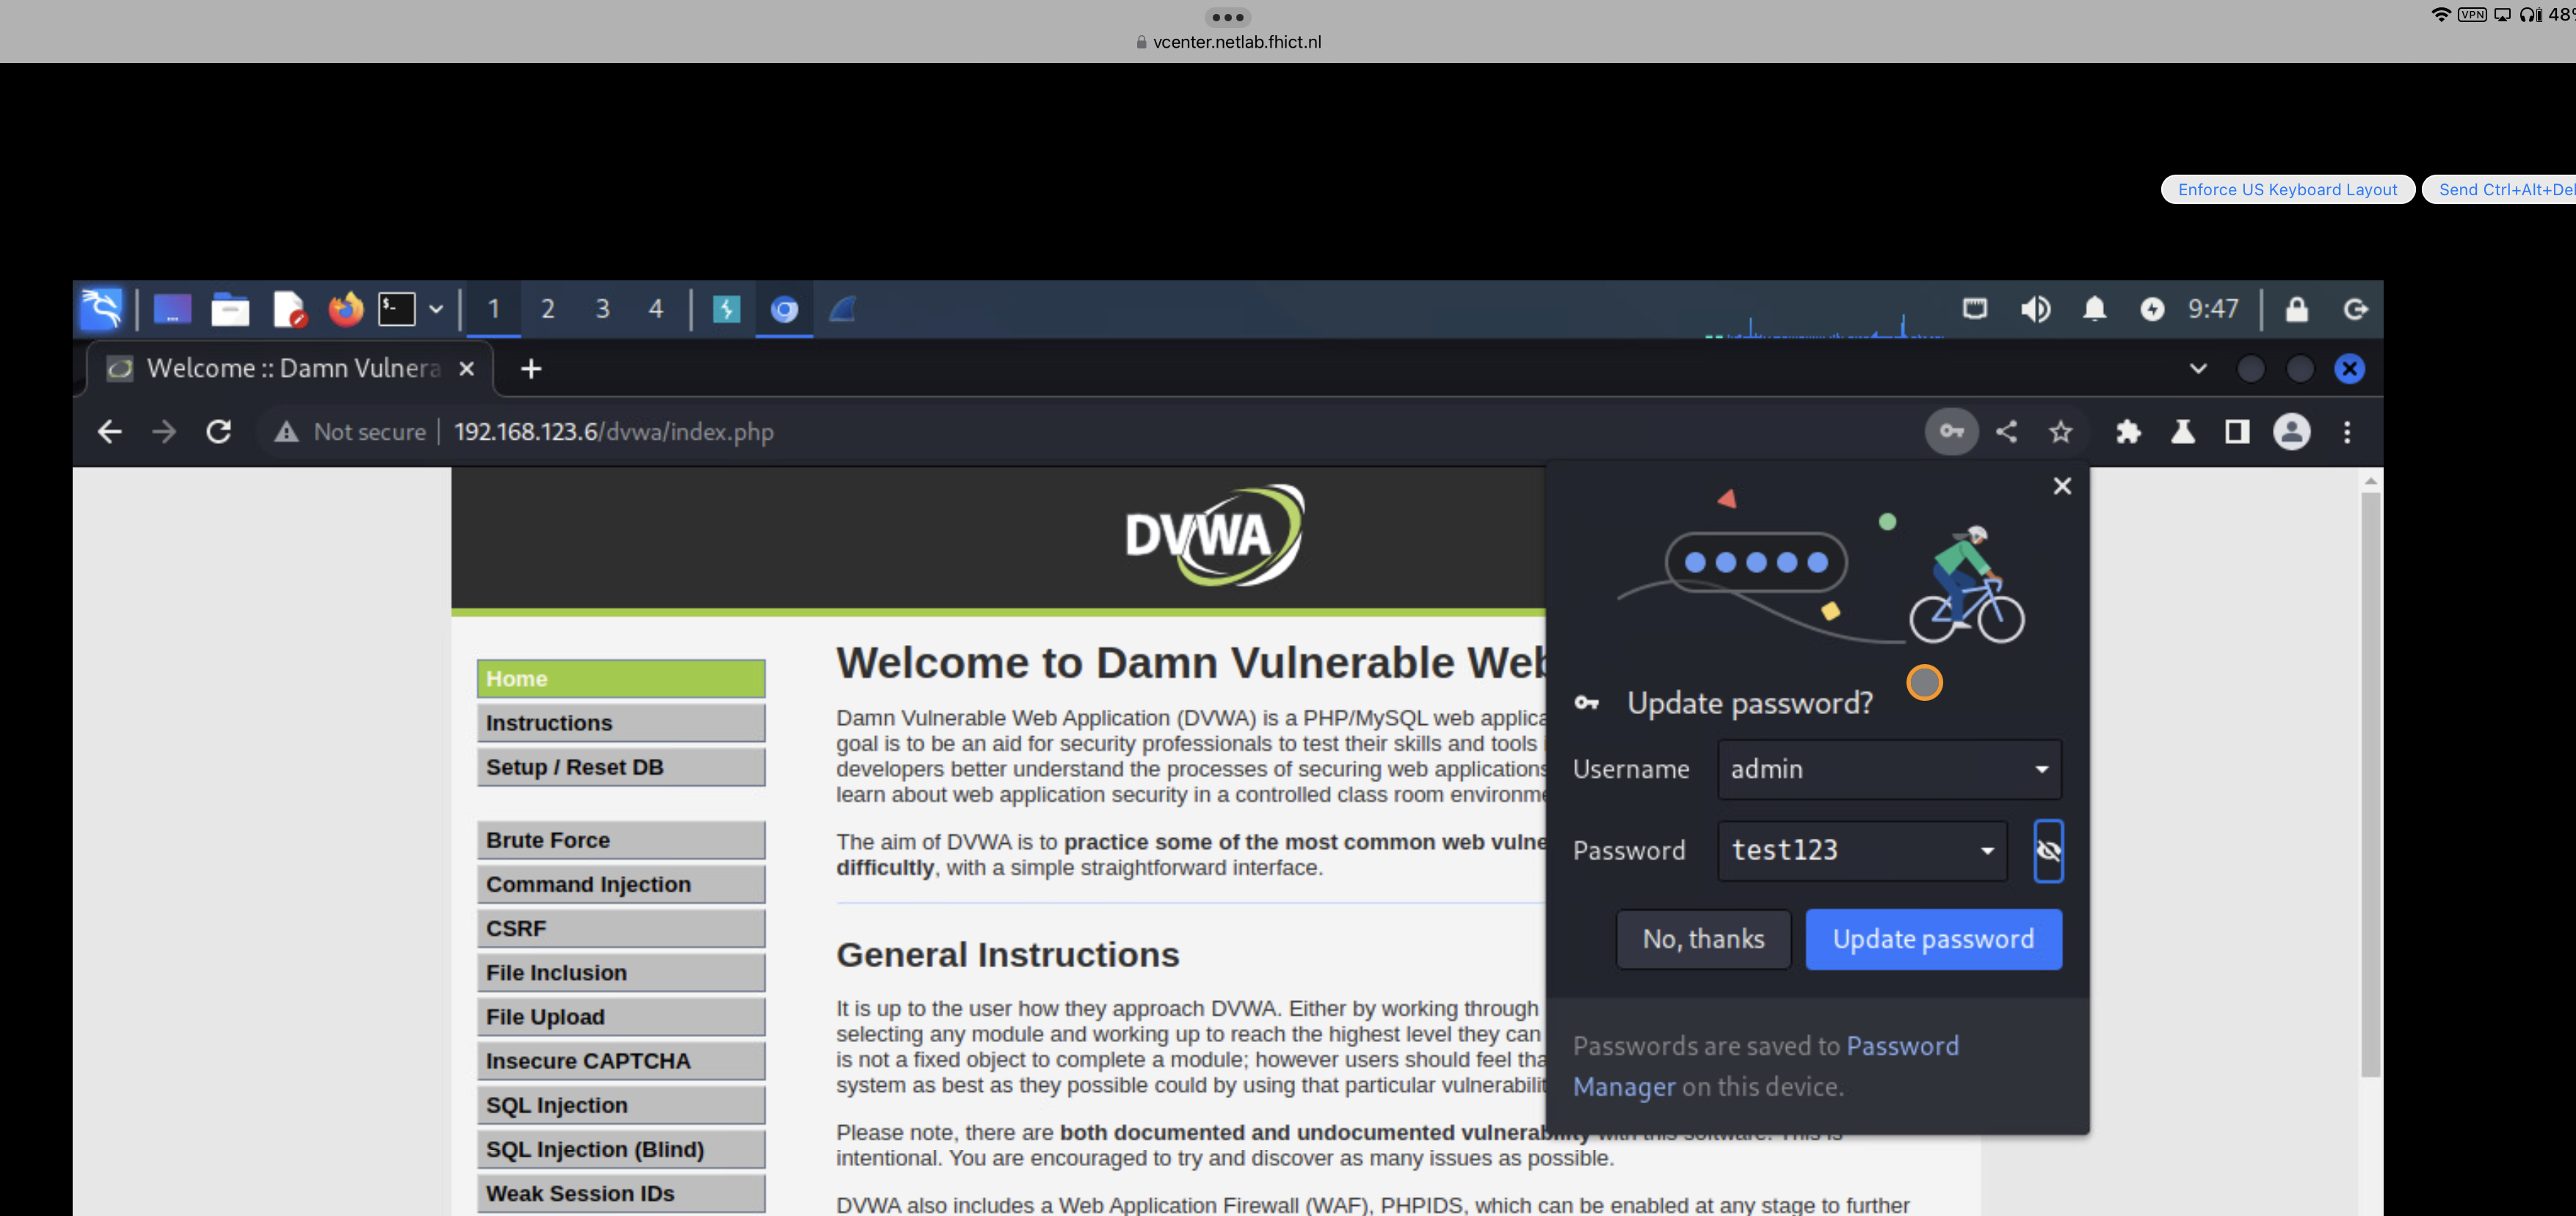 vcenter.netlab.fhict.nl
VPN 48%
Enforce US Keyboard Layout Send Ctrl+Alt+Del
$_ 1 2 3 4 9:47
Welcome :: Damn Vulnera
Not secure 192.168.123.6/dvwa/index.php
DVWA
Home
Instructions
Setup / Reset DB
Brute Force
Command Injection
CSRF
File Inclusion
File Upload
Insecure CAPTCHA
SQL Injection
SQL Injection (Blind)
Weak Session IDs
Welcome to Damn Vulnerable Web
Damn Vulnerable Web Application (DVWA) is a PHP/MySQL web applica
goal is to be an aid for security professionals to test their skills and tools
developers better understand the processes of securing web applications
learn about web application security in a controlled class room environme
The aim of DVWA is to practice some of the most common web vulne
difficultly, with a simple straightforward interface.
General Instructions
It is up to the user how they approach DVWA. Either by working through
selecting any module and working up to reach the highest level they can
is not a fixed object to complete a module; however users should feel tha
system as best as they possible could by using that particular vulnerabilit
Please note, there are both documented and undocumented vulnerability with this software. This is
intentional. You are encouraged to try and discover as many issues as possible.
DVWA also includes a Web Application Firewall (WAF), PHPIDS, which can be enabled at any stage to further
Update password?
Username admin
Password test123
No, thanks Update password
Passwords are saved to Password
Manager on this device.